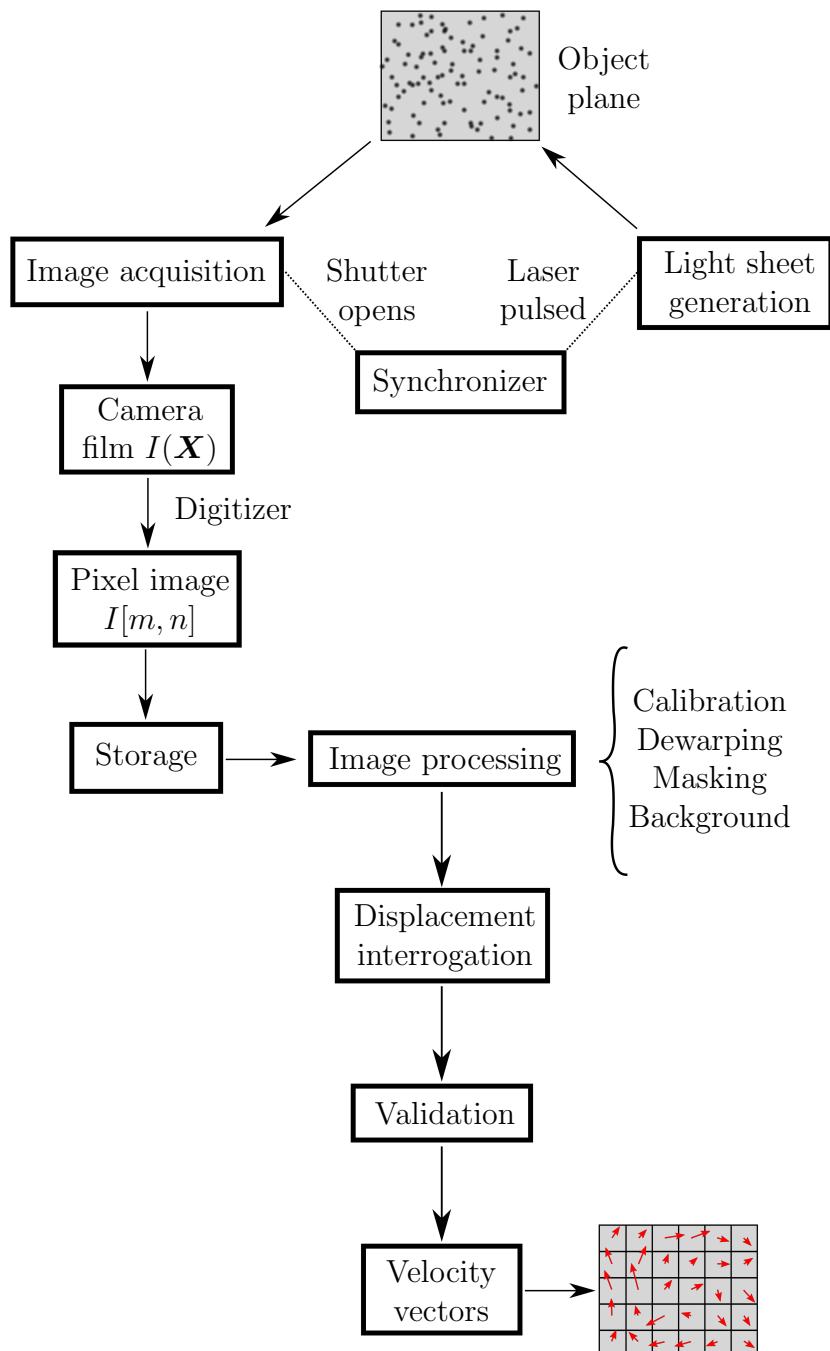 Object
plane
Image acquisition
Shutter
opens
Laser
pulsed
Light sheet
generation
Synchronizer
Camera
film I(X)
Digitizer
Pixel image
I[m, n]
Storage
Image processing
Calibration
Dewarping
Masking
Background
Displacement
interrogation
Validation
Velocity
vectors